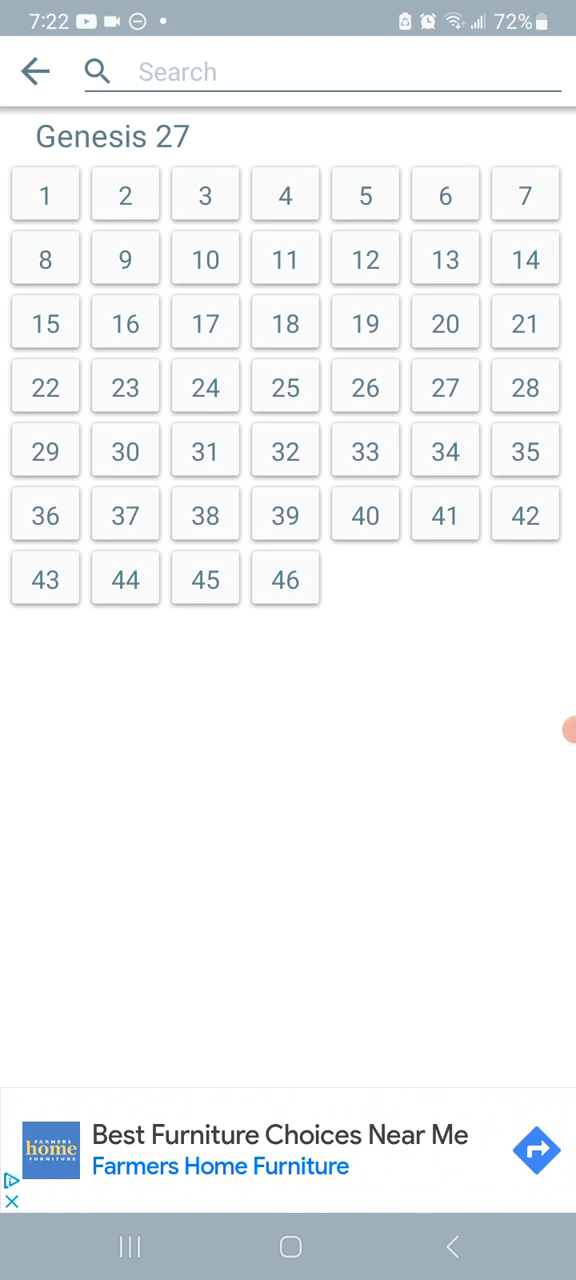 7:22 72%
Search
Genesis 27
1 2 3 4 5 6 7
8 9 10 11 12 13 14
15 16 17 18 19 20 21
22 23 24 25 26 27 28
29 30 31 32 33 34 35
36 37 38 39 40 41 42
43 44 45 46
FARMERS
home
FURNITURE
Best Furniture Choices Near Me
Farmers Home Furniture